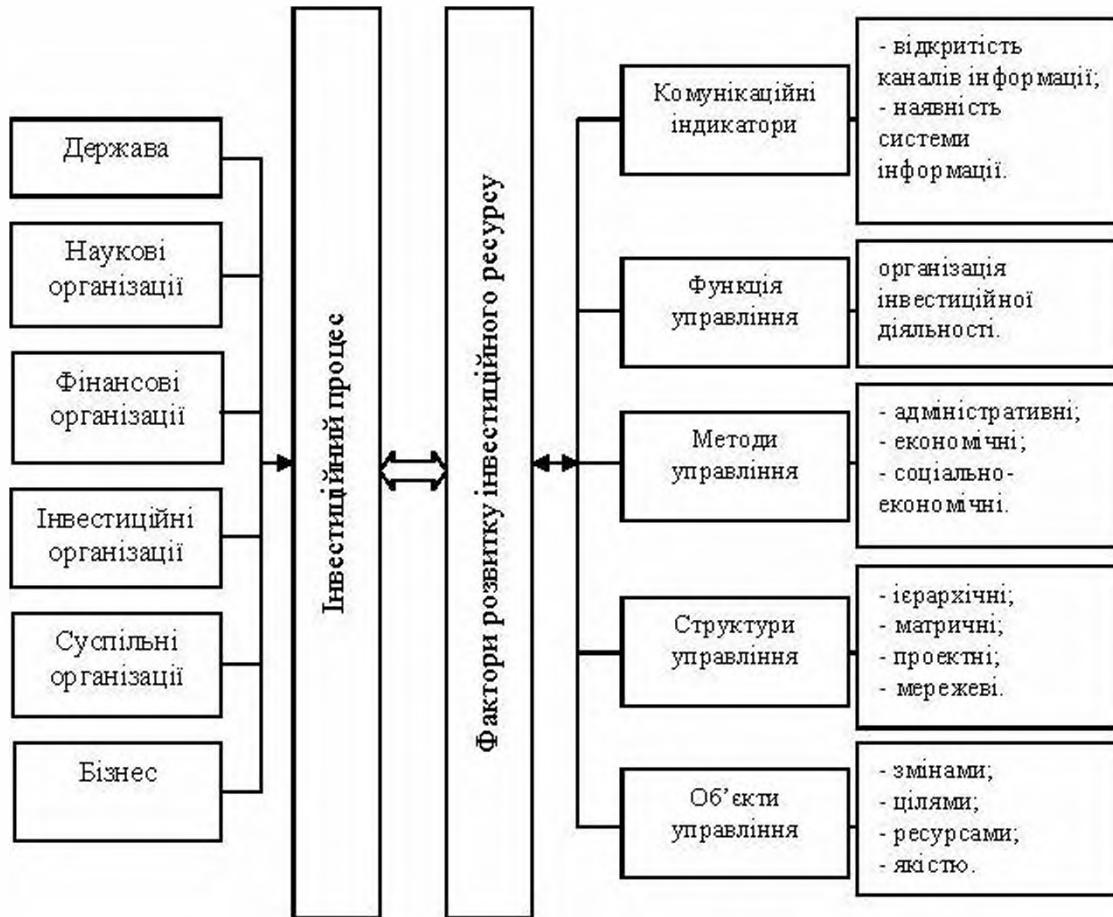 Держава
Наукові
організації
Фінансові
організації
Інвестиційні
організації
Суспільні
організації
Бізнес
Інвестиційний процес
Фактори розвитку інвестиційного ресурсу
Комунікаційні
індикатори
- відкритість
каналів інформації;
- наявність
системи
інформації.
Функція
управління
організація
інвестиційної
діяльності.
Методи
управління
- адміністративні;
- економічні;
- соціально-
економічні.
Структури
управління
- ієрархічні;
- матричні;
- проектні;
- мережеві.
Об’єкти
управління
- змінами;
- цілями;
- ресурсами;
- якістю.